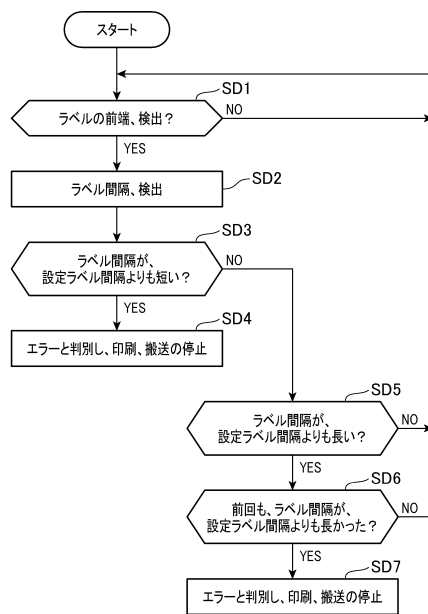 スタート
SD1
ラベルの前端、検出？
NO
YES
SD2
ラベル間隔、検出
SD3
ラベル間隔が、
設定ラベル間隔よりも短い？
NO
YES
SD4
エラーと判別し、印刷、搬送の停止
SD5
ラベル間隔が、
設定ラベル間隔よりも長い？
NO
YES
SD6
前回も、ラベル間隔が、
設定ラベル間隔よりも長かった？
NO
YES
SD7
エラーと判別し、印刷、搬送の停止